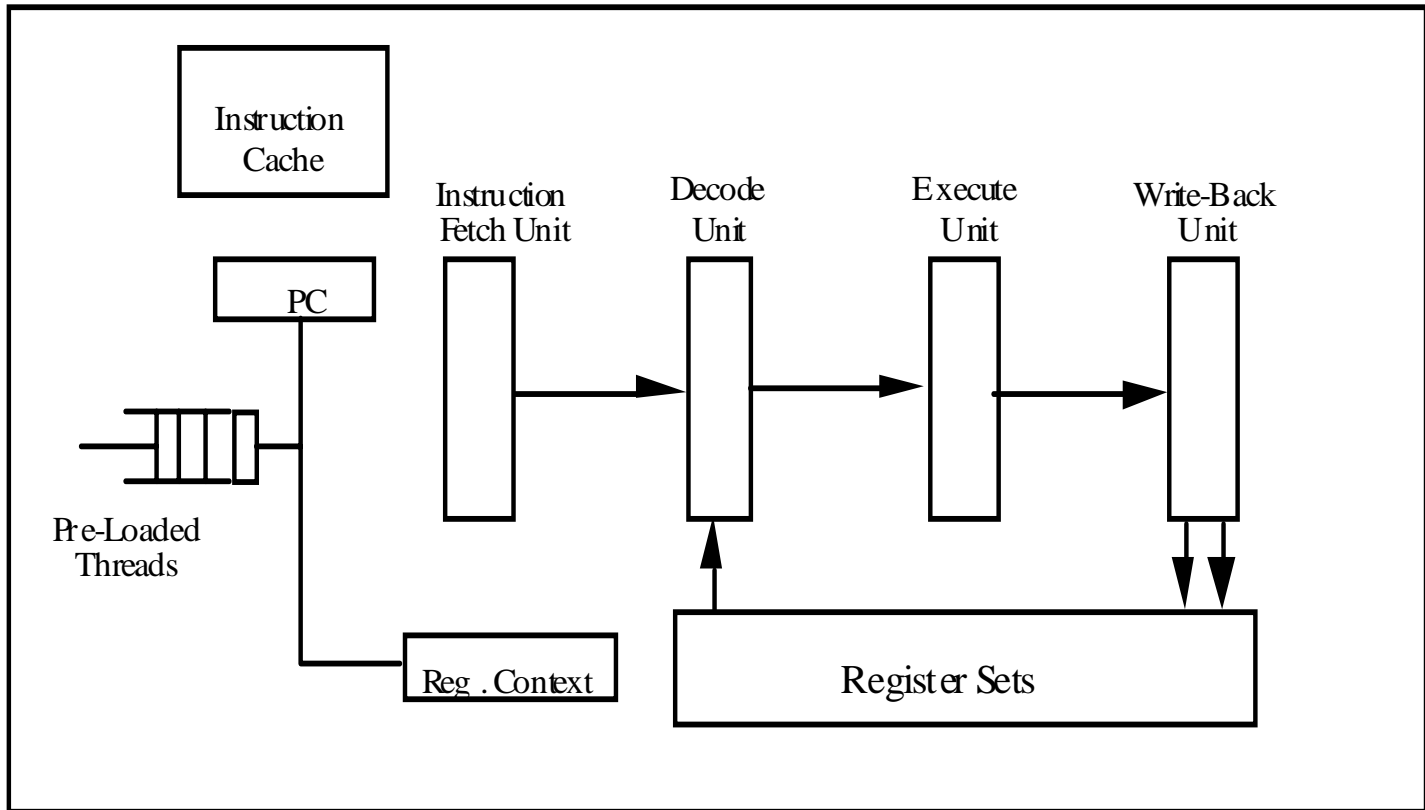 Instruction
Cache
Instruction
Fetch Unit
Decode
Unit
Execute
Unit
Write-Back
Unit
PC
Pre-Loaded
Threads
Reg . Context
Register Sets